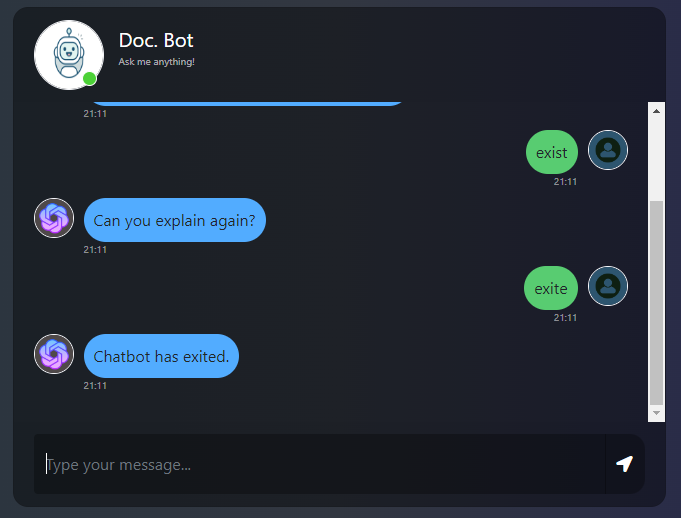 Doc. Bot
Ask me anything!
21:11
exist
21:11
Can you explain again?
21:11
exite
21:11
Chatbot has exited.
21:11
Type your message...